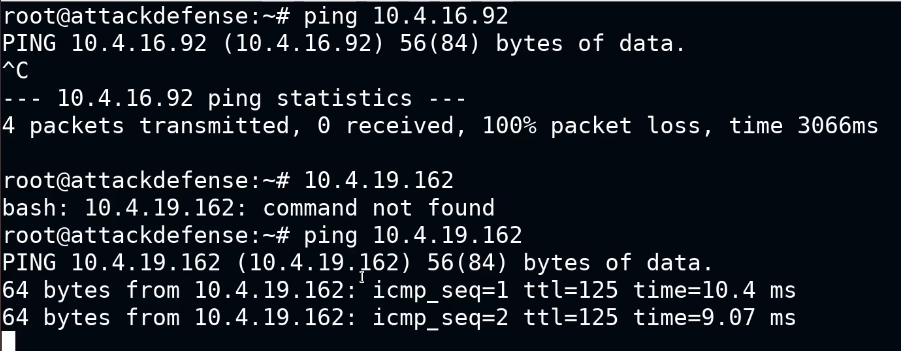 root@attackdefense:~# ping 10.4.16.92
PING 10.4.16.92 (10.4.16.92) 56(84) bytes of data.
^C
--- 10.4.16.92 ping statistics ---
4 packets transmitted, 0 received, 100% packet loss, time 3066ms
root@attackdefense:~# 10.4.19.162
bash: 10.4.19.162: command not found
root@attackdefense:~# ping 10.4.19.162
PING 10.4.19.162 (10.4.19.162) 56(84) bytes of data.
64 bytes from 10.4.19.162: icmp_seq=1 ttl=125 time=10.4 ms
64 bytes from 10.4.19.162: icmp_seq=2 ttl=125 time=9.07 ms